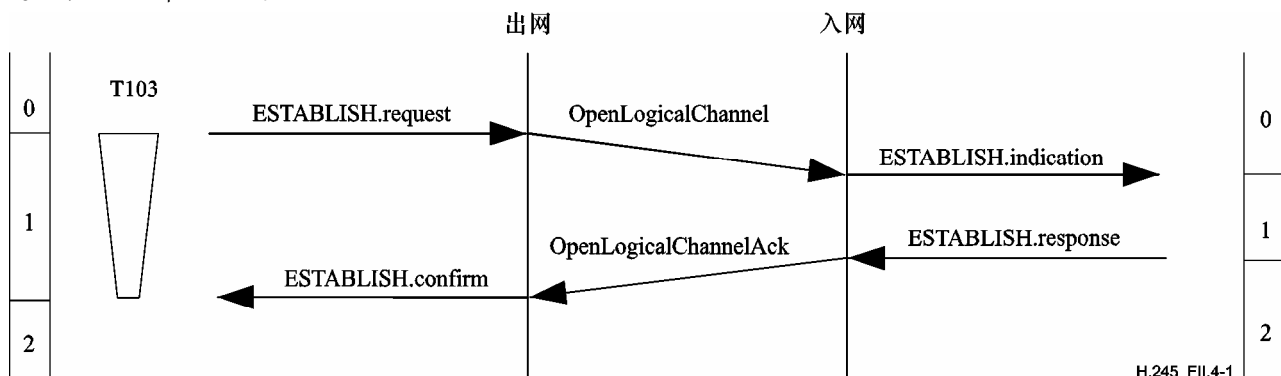 出网 入网
T103
0 ESTABLISH.request OpenLogicalChannel 0
ESTABLISH.indication
1 OpenLogicalChannelAck ESTABLISH.response 1
ESTABLISH.confirm
2 2
H.245_FII.4-1